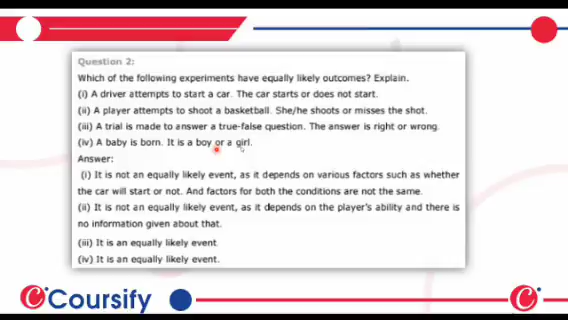 Question 2:
Which of the following experiments have equally likely outcomes? Explain.
(i) A driver attempts to start a car. The car starts or does not start.
(ii) A player attempts to shoot a basketball. She/he shoots or misses the shot.
(iii) A trial is made to answer a true-false question. The answer is right or wrong.
(iv) A baby is born. It is a boy or a girl.
Answer:
(i) It is not an equally likely event, as it depends on various factors such as whether
the car will start or not. And factors for both the conditions are not the same.
(ii) It is not an equally likely event, as it depends on the player's ability and there is
no information given about that.
(iii) It is an equally likely event
(iv) It is an equally likely event.
Coursify